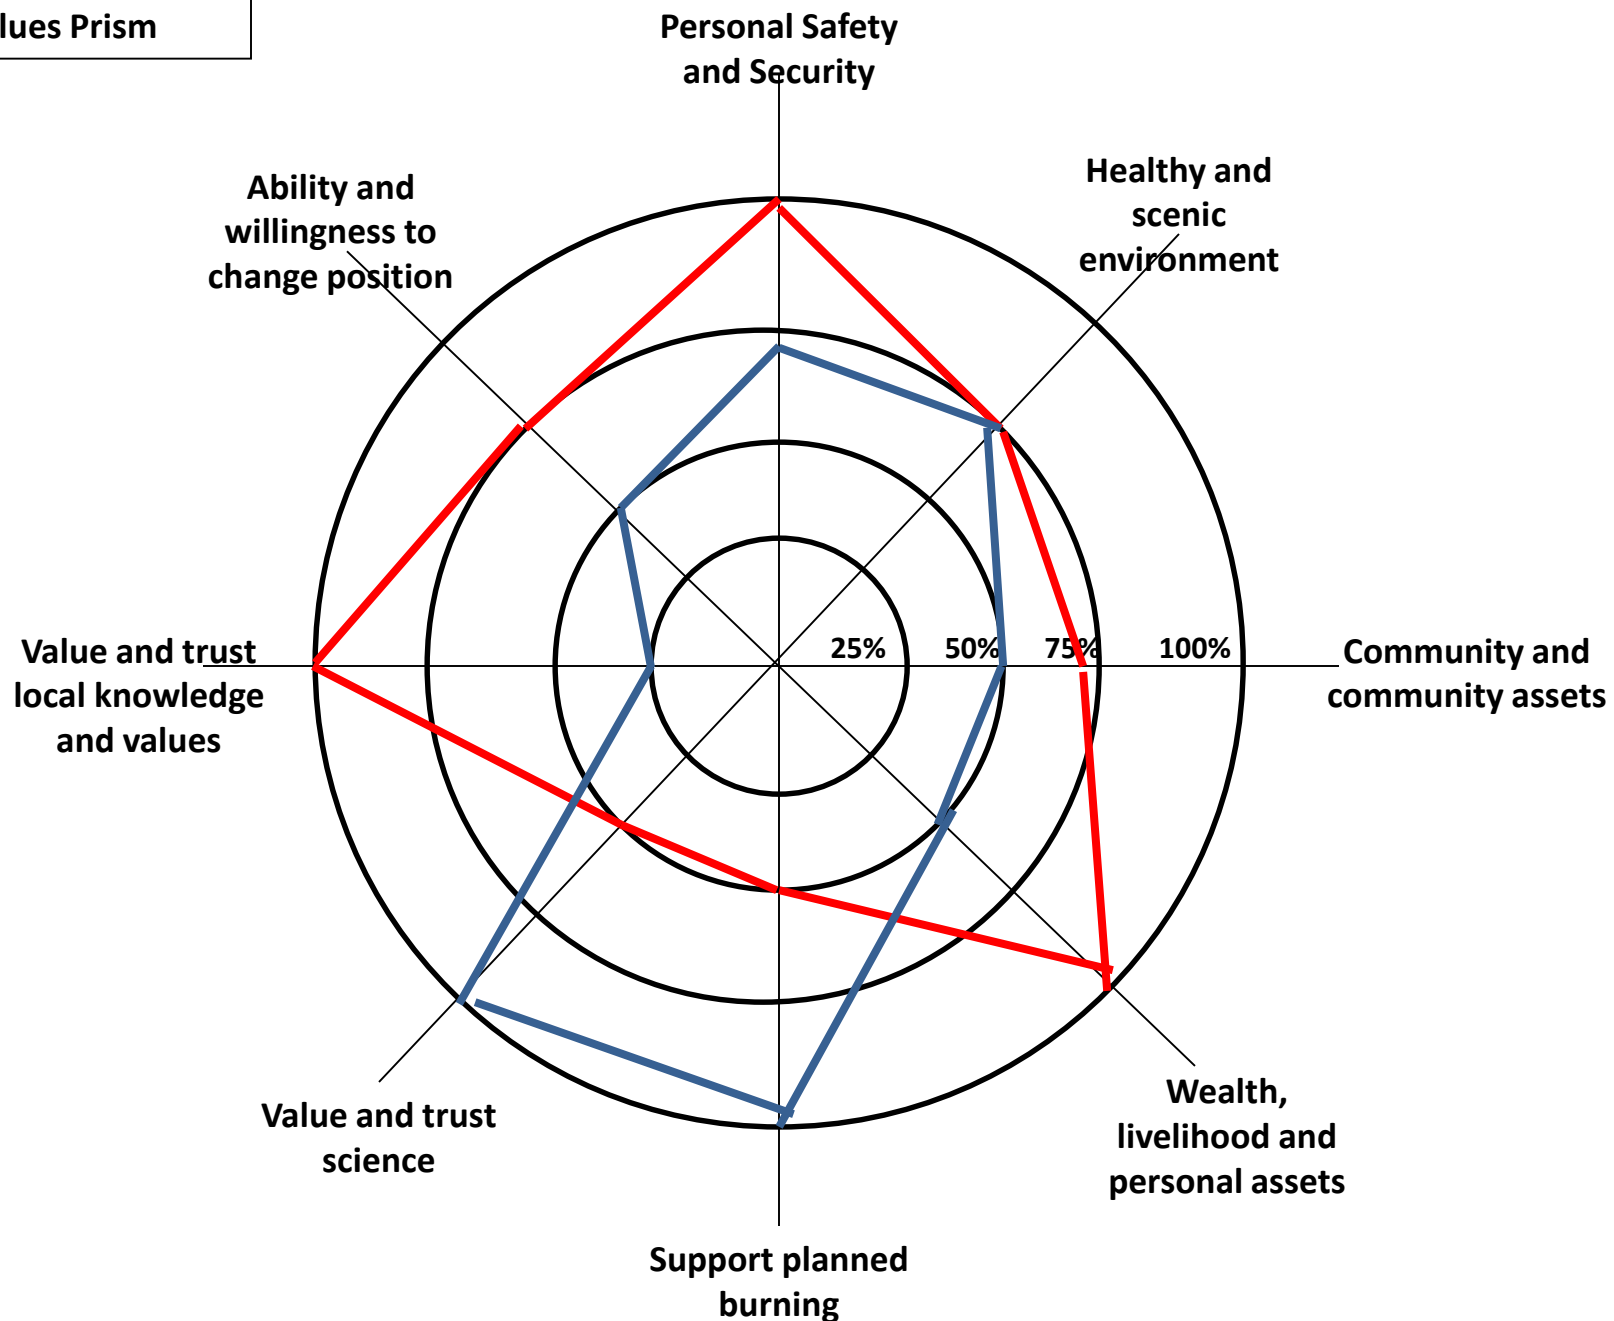 lues Prism
Personal Safety
and Security
Healthy and
scenic
environment
Ability and
willingness to
change position
25% 50% 75% 100%
Value and trust
local knowledge
and values
Community and
community assets
Wealth,
livelihood and
personal assets
Value and trust
science
Support planned
burning